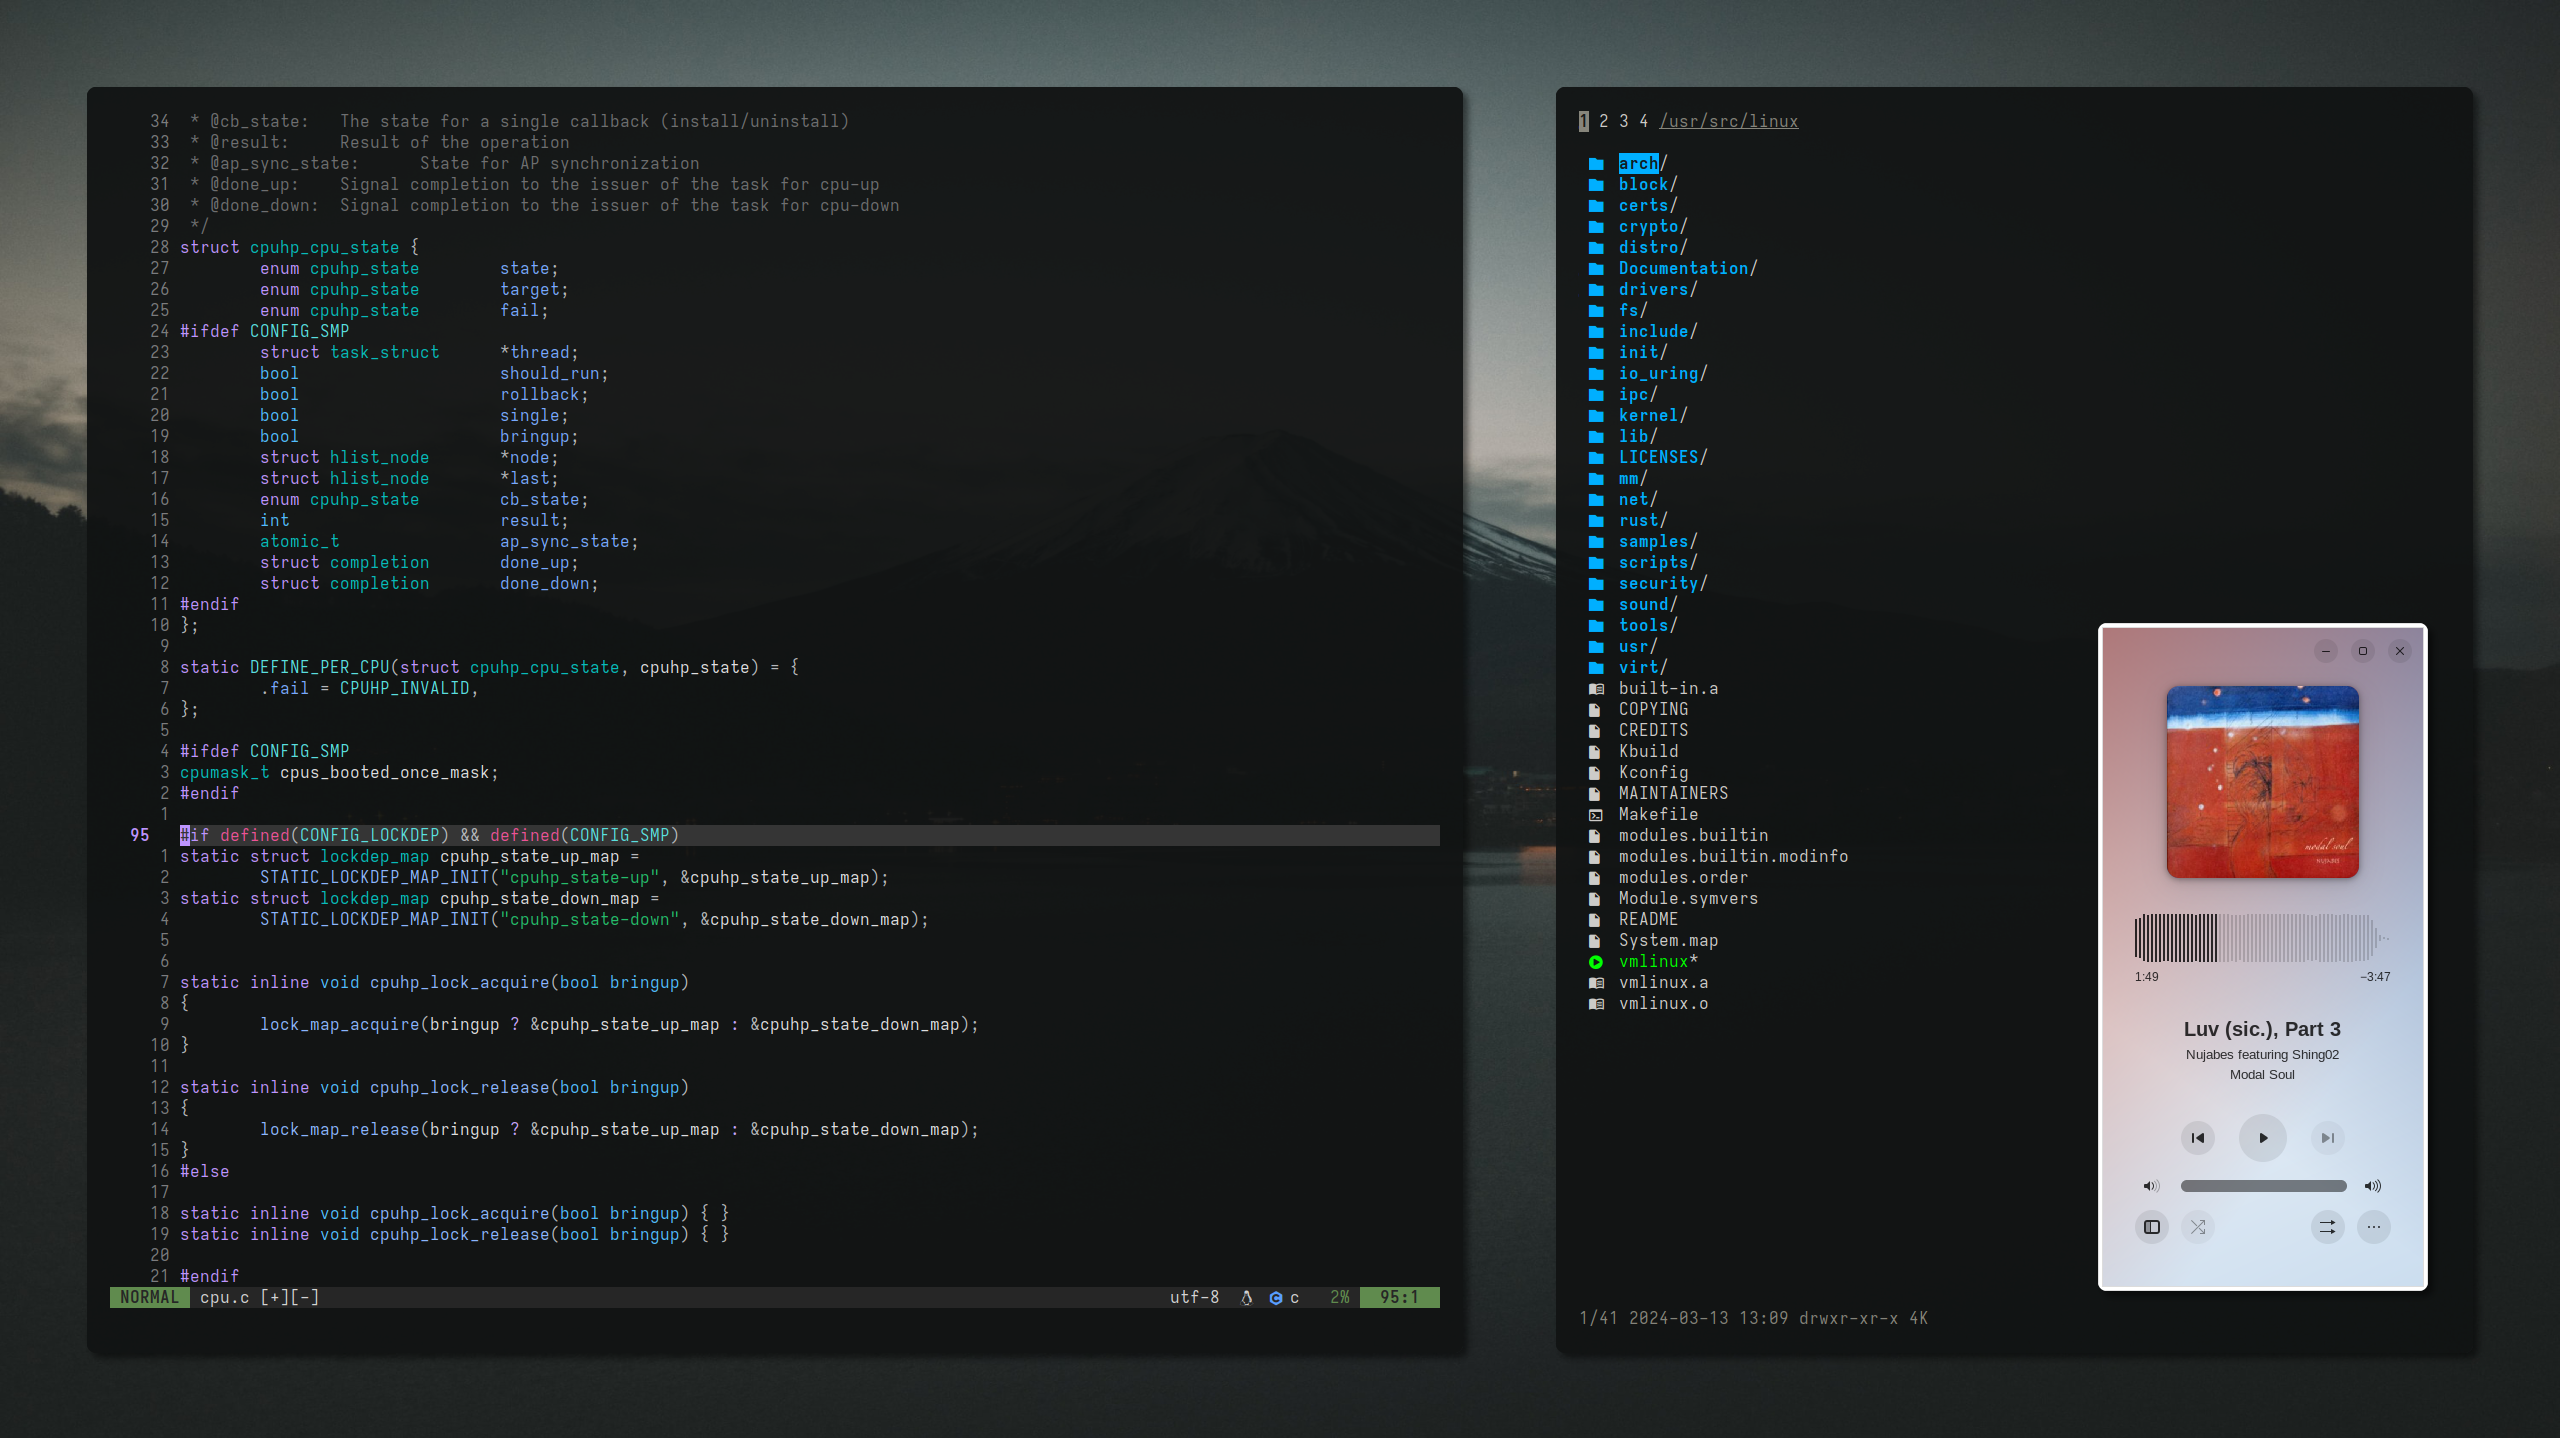 34  * @cb_state:   The state for a single callback (install/uninstall)
33  * @result:     Result of the operation
32  * @ap_sync_state:      State for AP synchronization
31  * @done_up:    Signal completion to the issuer of the task for cpu-up
30  * @done_down:  Signal completion to the issuer of the task for cpu-down
29  */
28 struct cpuhp_cpu_state {
27         enum cpuhp_state        state;
26         enum cpuhp_state        target;
25         enum cpuhp_state        fail;
24 #ifdef CONFIG_SMP
23         struct task_struct      *thread;
22         bool                    should_run;
21         bool                    rollback;
20         bool                    single;
19         bool                    bringup;
18         struct hlist_node       *node;
17         struct hlist_node       *last;
16         enum cpuhp_state        cb_state;
15         int                     result;
14         atomic_t                ap_sync_state;
13         struct completion       done_up;
12         struct completion       done_down;
11 #endif
10 };
9
8 static DEFINE_PER_CPU(struct cpuhp_cpu_state, cpuhp_state) = {
7         .fail = CPUHP_INVALID,
6 };
5
4 #ifdef CONFIG_SMP
3 cpumask_t cpus_booted_once_mask;
2 #endif
1
95 #if defined(CONFIG_LOCKDEP) && defined(CONFIG_SMP)
1 static struct lockdep_map cpuhp_state_up_map =
2         STATIC_LOCKDEP_MAP_INIT("cpuhp_state-up", &cpuhp_state_up_map);
3 static struct lockdep_map cpuhp_state_down_map =
4         STATIC_LOCKDEP_MAP_INIT("cpuhp_state-down", &cpuhp_state_down_map);
5
6
7 static inline void cpuhp_lock_acquire(bool bringup)
8 {
9         lock_map_acquire(bringup ? &cpuhp_state_up_map : &cpuhp_state_down_map);
10 }
11
12 static inline void cpuhp_lock_release(bool bringup)
13 {
14         lock_map_release(bringup ? &cpuhp_state_up_map : &cpuhp_state_down_map);
15 }
16 #else
17
18 static inline void cpuhp_lock_acquire(bool bringup) { }
19 static inline void cpuhp_lock_release(bool bringup) { }
20
21 #endif
NORMAL cpu.c [+][-] utf-8 c 2% 95:1
1 2 3 4 /usr/src/linux
arch/
block/
certs/
crypto/
distro/
Documentation/
drivers/
fs/
include/
init/
io_uring/
ipc/
kernel/
lib/
LICENSES/
mm/
net/
rust/
samples/
scripts/
security/
sound/
tools/
usr/
virt/
built-in.a
COPYING
CREDITS
Kbuild
Kconfig
MAINTAINERS
Makefile
modules.builtin
modules.builtin.modinfo
modules.order
Module.symvers
README
System.map
vmlinux*
vmlinux.a
vmlinux.o
1/41 2024-03-13 13:09 drwxr-xr-x 4K
modal soul
NUJABES
1:49 −3:47
Luv (sic.), Part 3
Nujabes featuring Shing02
Modal Soul